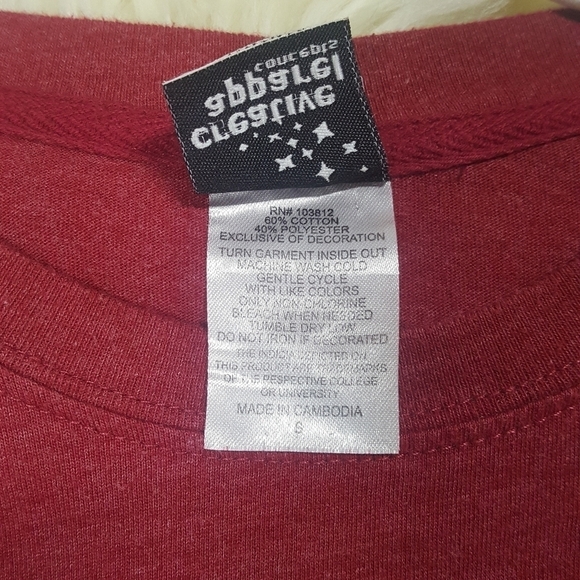 creative
apparel
concepts
RN# 103812
60% COTTON
40% POLYESTER
EXCLUSIVE OF DECORATION
TURN GARMENT INSIDE OUT
MACHINE WASH COLD
GENTLE CYCLE
WITH LIKE COLORS
ONLY NON-CHLORINE
BLEACH WHEN NEEDED
TUMBLE DRY LOW
DO NOT IRON IF DECORATED
THE INDICIA DEPICTED ON
THIS PRODUCT ARE TRADEMARKS
OF THE RESPECTIVE COLLEGE
OR UNIVERSITY
MADE IN CAMBODIA
S